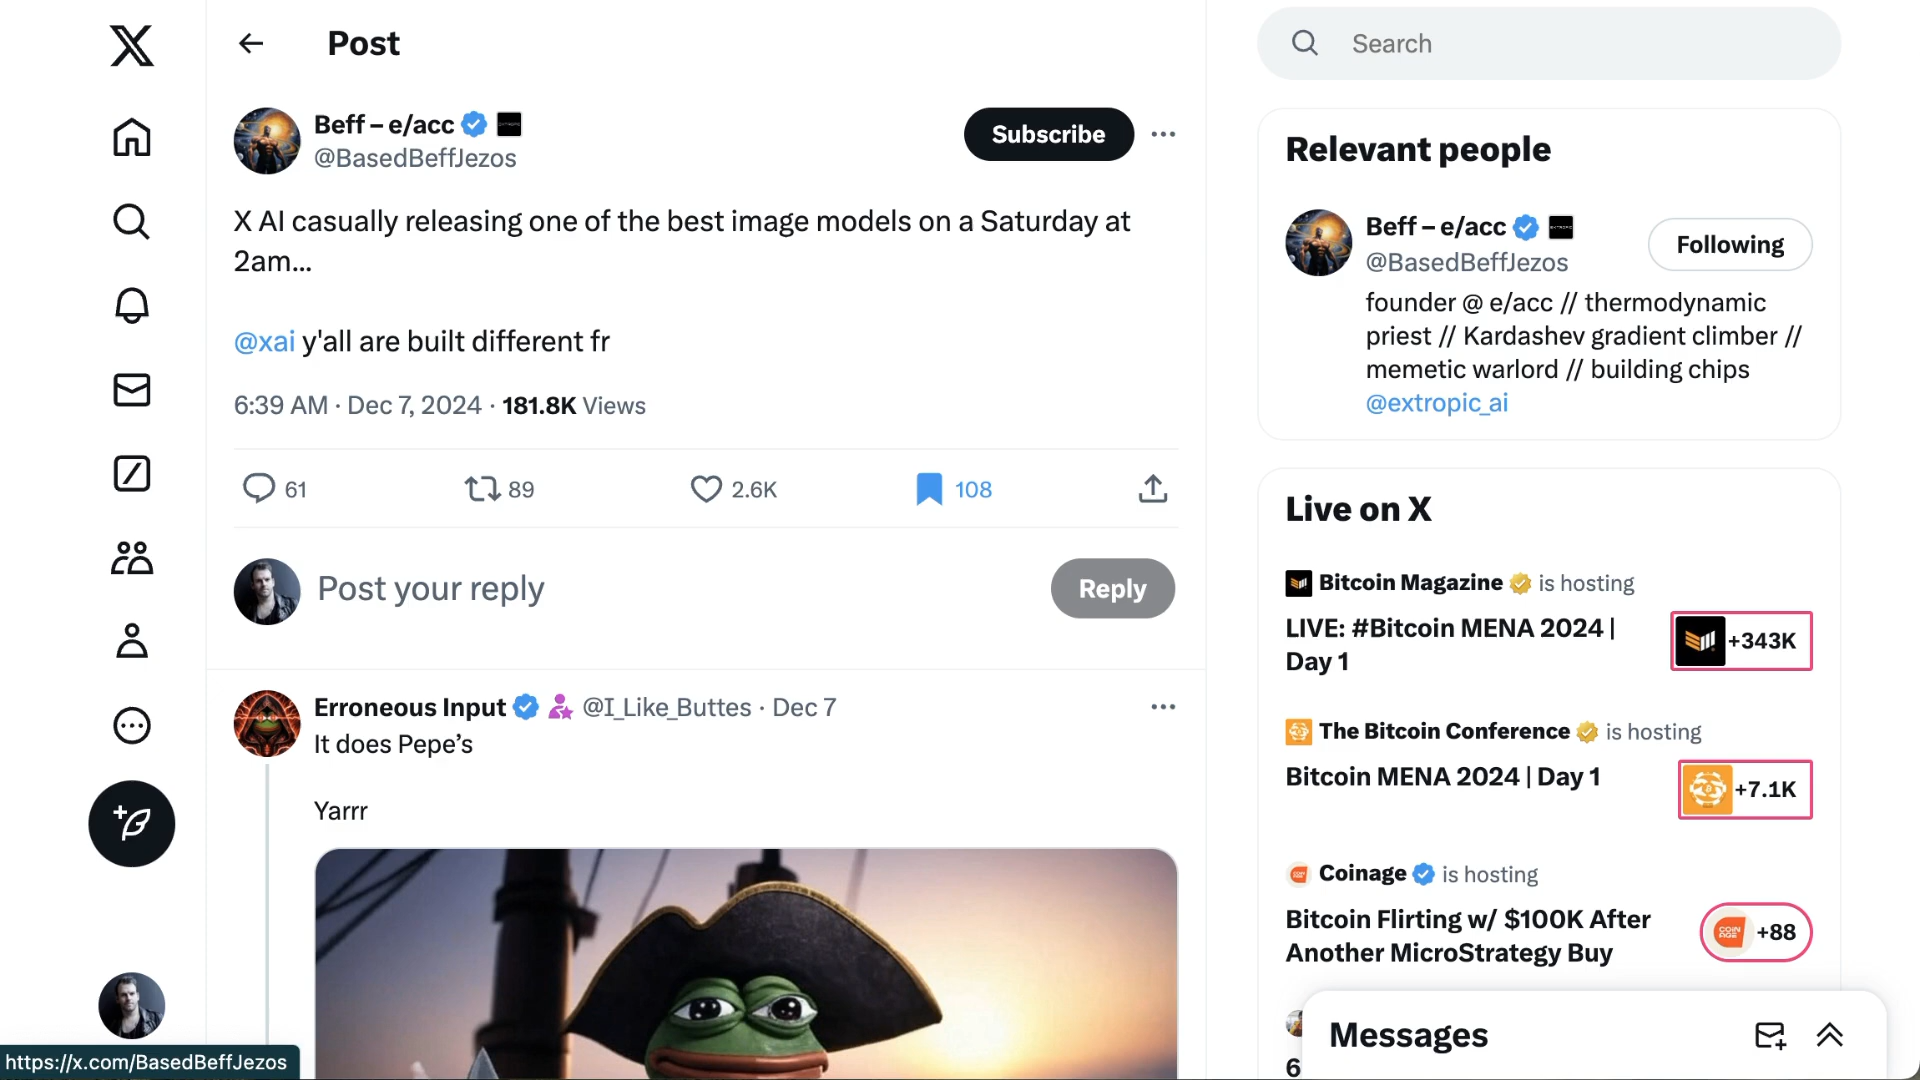 Post
Search
Beff – e/acc
@BasedBeffJezos
Subscribe
X AI casually releasing one of the best image models on a Saturday at
2am...
@xai y'all are built different fr
6:39 AM · Dec 7, 2024 · 181.8K Views
61
89
2.6K
108
Post your reply
Reply
Erroneous Input @I_Like_Buttes · Dec 7
It does Pepe’s
Yarrr
Relevant people
Beff – e/acc
@BasedBeffJezos
Following
founder @ e/acc // thermodynamic
priest // Kardashev gradient climber //
memetic warlord // building chips
@extropic_ai
Live on X
Bitcoin Magazine is hosting
LIVE: #Bitcoin MENA 2024 |
Day 1
+343K
The Bitcoin Conference is hosting
Bitcoin MENA 2024 | Day 1
+7.1K
Coinage is hosting
Bitcoin Flirting w/ $100K After
Another MicroStrategy Buy
COIN
AGE
+88
6
Messages
https://x.com/BasedBeffJezos